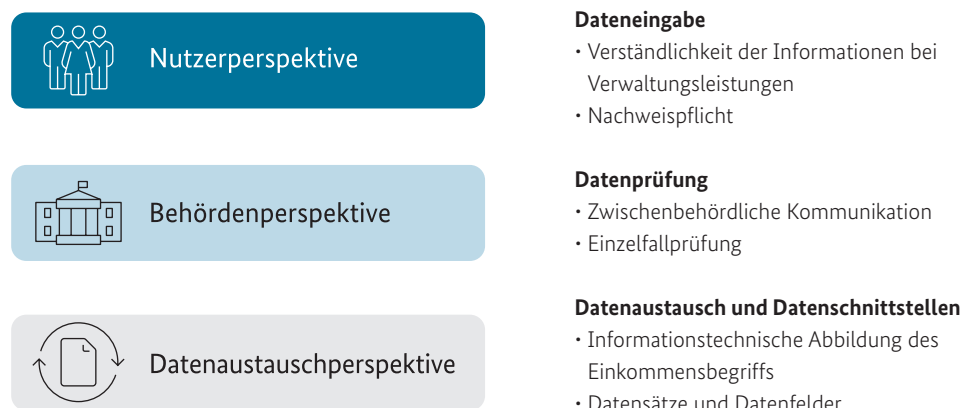 Nutzerperspektive
Dateneingabe
· Verständlichkeit der Informationen bei
Verwaltungsleistungen
· Nachweispflicht
Behördenperspektive
Datenprüfung
· Zwischenbehördliche Kommunikation
· Einzelfallprüfung
Datenaustauschperspektive
Datenaustausch und Datenschnittstellen
· Informationstechnische Abbildung des
Einkommensbegriffs
· Datensätze und Datenfelder